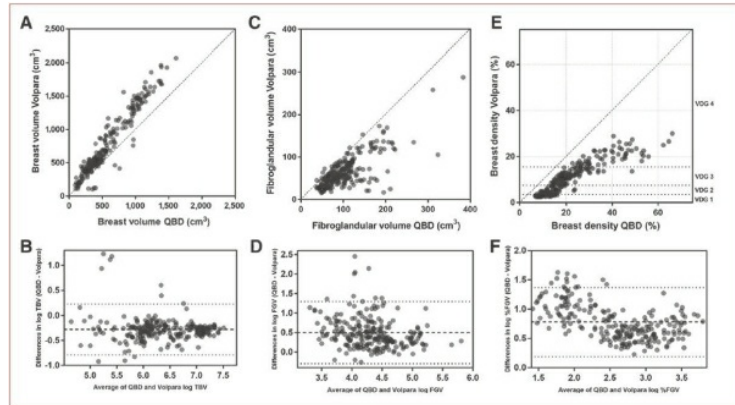 A
Breast volume Volpara (cm³)
2,500
2,000
1,500
1,000
500
0
0 500 1,000 1,500 2,000 2,500
Breast volume QBD (cm³)
C
Fibroglandular volume Volpara (cm³)
400
300
200
100
0
0 100 200 300 400
Fibroglandular volume QBD (cm³)
E
Breast density Volpara (%)
60
40
20
0
0 20 40 60
Breast density QBD (%)
VDG 4
VDG 3
VDG 2
VDG 1
B
Differences in log TBV (QBD - Volpara)
1.0
0.5
0.0
-0.5
-1.0
5.0 5.5 6.0 6.5 7.0 7.5
Average of QBD and Volpara log TBV
D
Differences in log FGV (QBD - Volpara)
2.5
2.0
1.5
1.0
0.5
0.0
3.0 3.5 4.0 4.5 5.0 5.5 6.0
Average of QBD and Volpara log FGV
F
Differences in log %FGV (QBD - Volpara)
2.0
1.5
1.0
0.5
0.0
1.5 2.0 2.5 3.0 3.5
Average of QBD and Volpara log %FGV